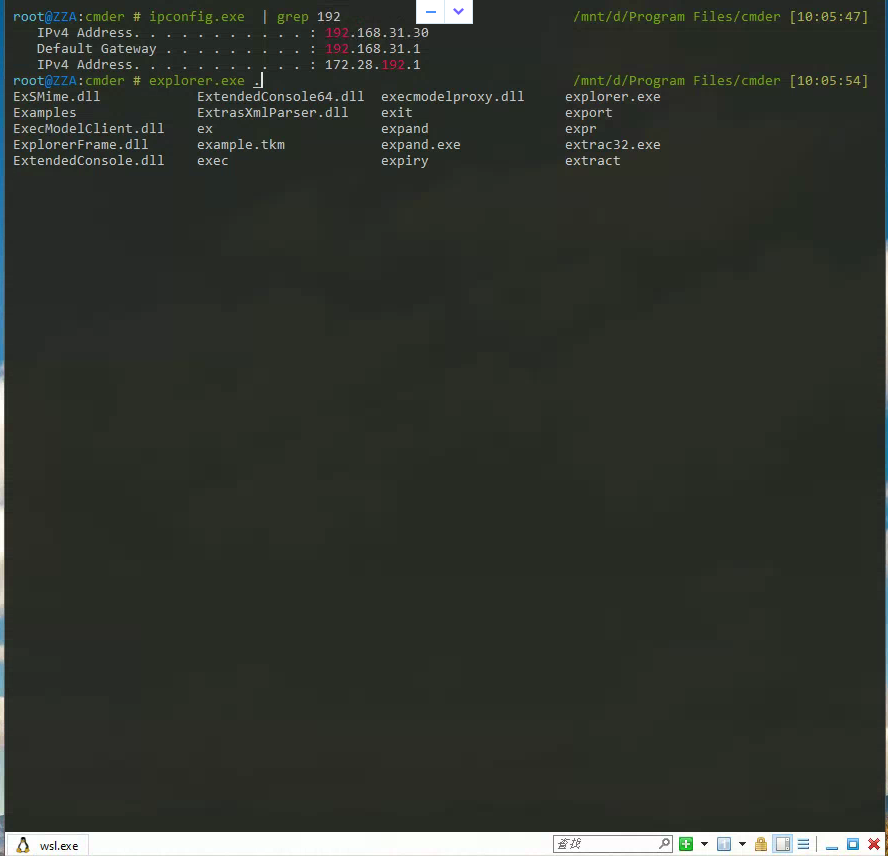 root@ZZA:cmder # ipconfig.exe  | grep 192 /mnt/d/Program Files/cmder [10:05:47]
IPv4 Address. . . . . . . . . . . : 192.168.31.30
Default Gateway . . . . . . . . . : 192.168.31.1
IPv4 Address. . . . . . . . . . . : 172.28.192.1
root@ZZA:cmder # explorer.exe . /mnt/d/Program Files/cmder [10:05:54]
ExSMime.dll ExtendedConsole64.dll execmodelproxy.dll explorer.exe
Examples ExtrasXmlParser.dll exit export
ExecModelClient.dll ex expand expr
ExplorerFrame.dll example.tkm expand.exe extrac32.exe
ExtendedConsole.dll exec expiry extract
wsl.exe 查找